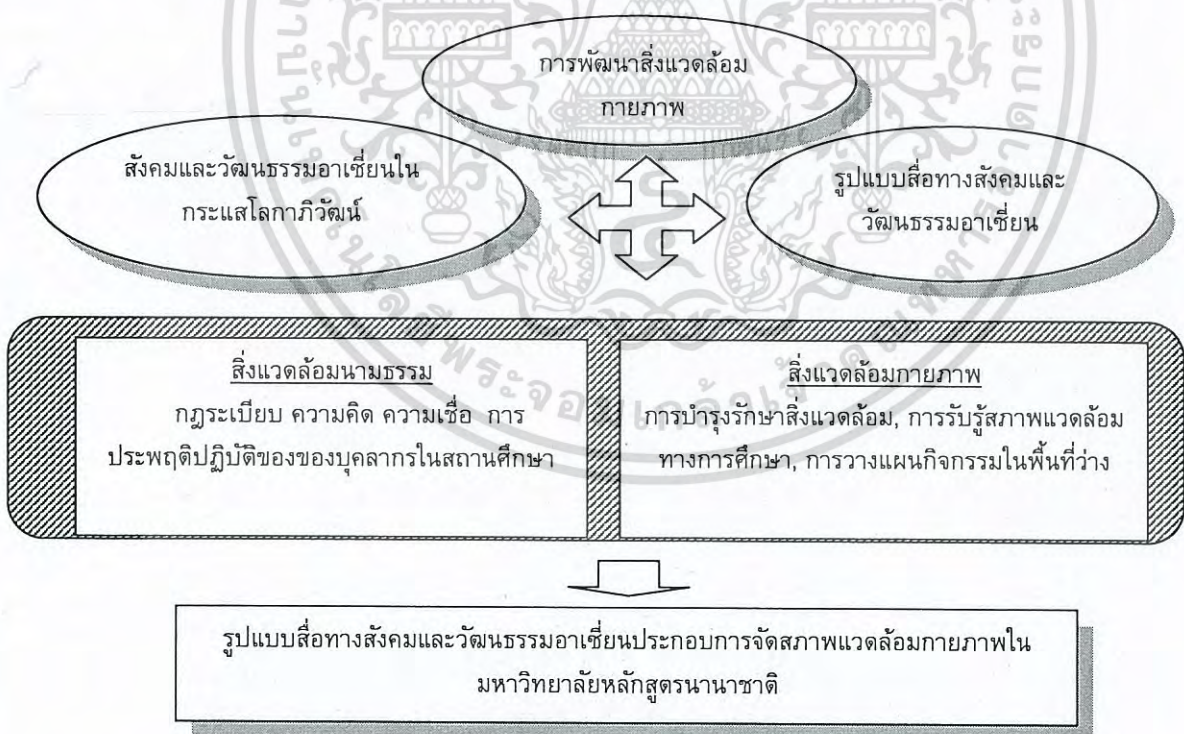 การพัฒนาสิ่งแวดล้อม
กายภาพ
สังคมและวัฒนธรรมอาเซี่ยนใน
กระแสโลกาภิวัฒน์
รูปแบบสื่อทางสังคมและ
วัฒนธรรมอาเซี่ยน
สิ่งแวดล้อมนามธรรม
กฎระเบียบ ความคิด ความเชื่อ การ
ประพฤติปฏิบัติของของบุคลากรในสถานศึกษา
สิ่งแวดล้อมกายภาพ
การบำรุงรักษาสิ่งแวดล้อม, การรับรู้สภาพแวดล้อม
ทางการศึกษา, การวางแผนกิจกรรมในพื้นที่ว่าง
รูปแบบสื่อทางสังคมและวัฒนธรรมอาเซี่ยนประกอบการจัดสภาพแวดล้อมกายภาพใน
มหาวิทยาลัยหลักสูตรนานาชาติ